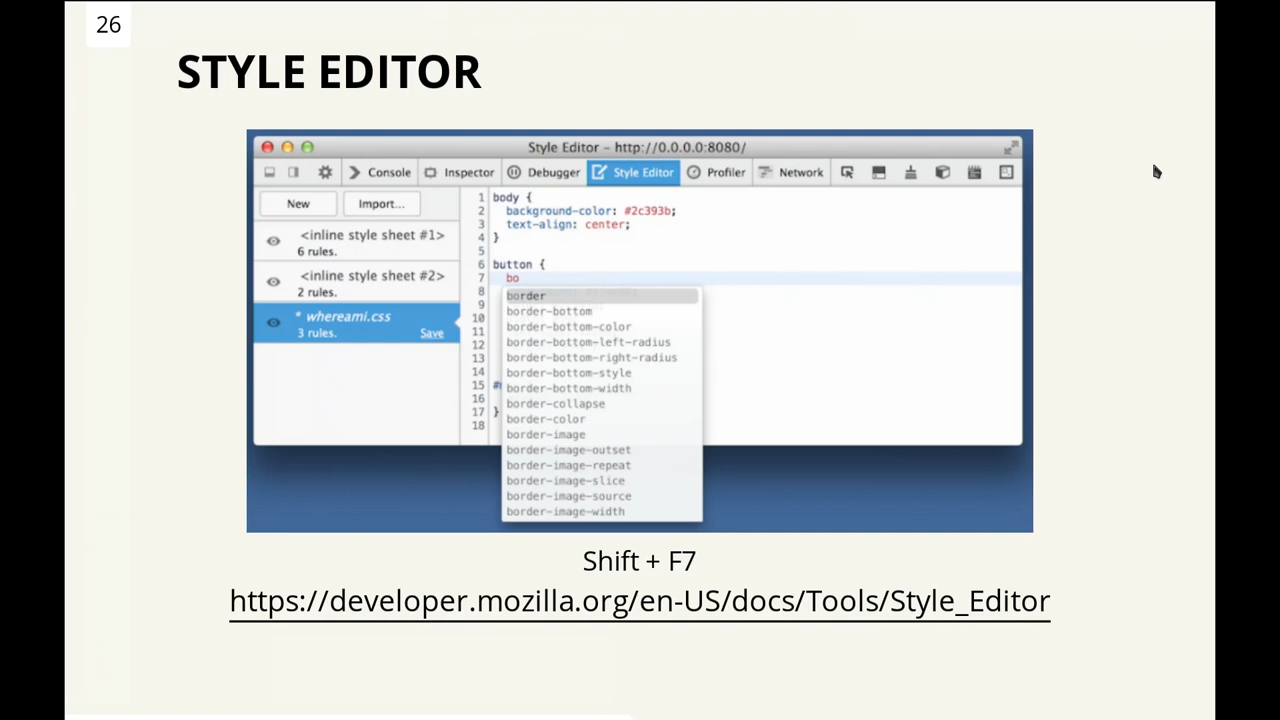 26
STYLE EDITOR
Style Editor – http://0.0.0.0:8080/
Console Inspector Debugger Style Editor Profiler Network
New Import...
<inline style sheet #1>
6 rules.
<inline style sheet #2>
2 rules.
* whereami.css
3 rules. Save
1 body {
2 background-color: #2c393b;
3 text-align: center;
4 }
5
6 button {
7 bo
8
9
10
11
12
13
14
15 #
16
17 }
18
border
border-bottom
border-bottom-color
border-bottom-left-radius
border-bottom-right-radius
border-bottom-style
border-bottom-width
border-collapse
border-color
border-image
border-image-outset
border-image-repeat
border-image-slice
border-image-source
border-image-width
Shift + F7
https://developer.mozilla.org/en-US/docs/Tools/Style_Editor